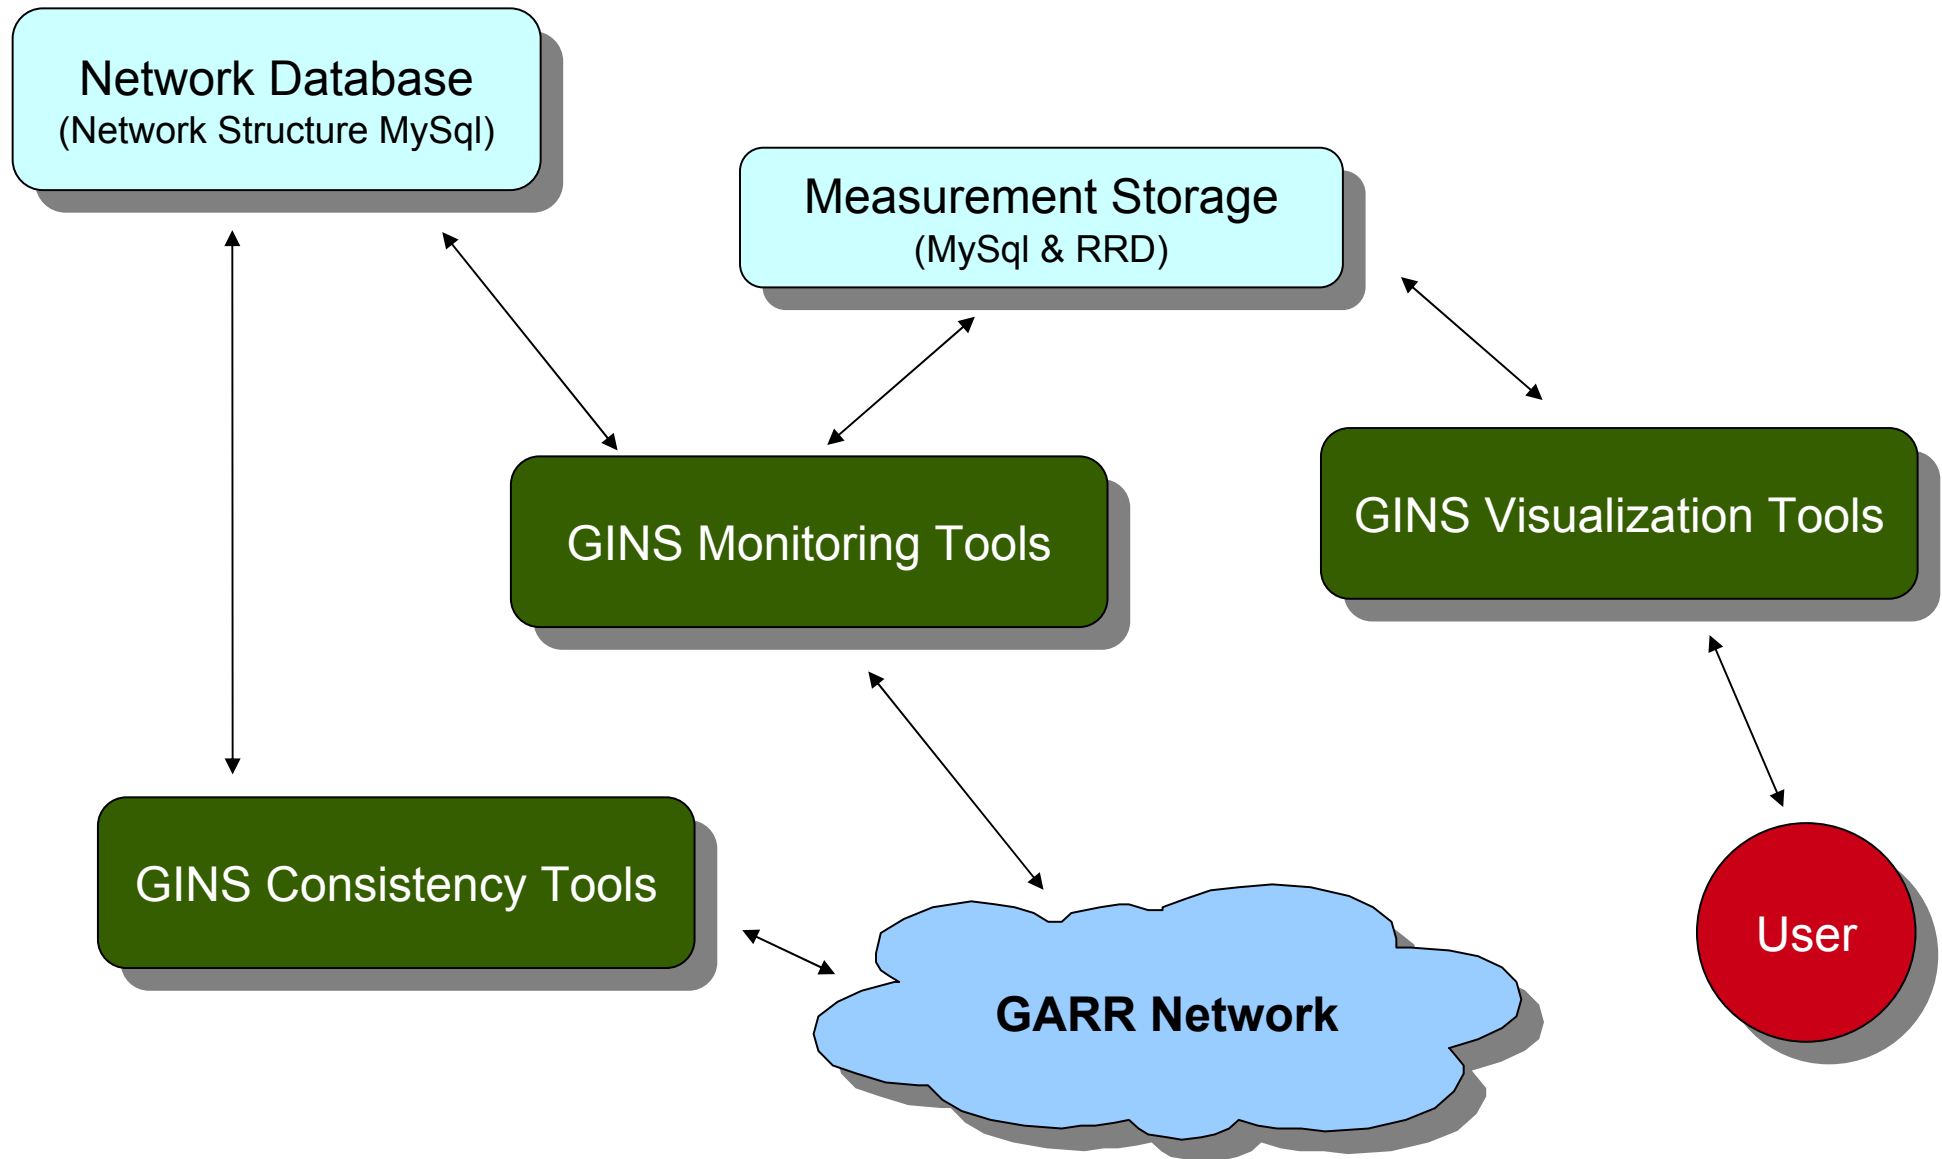 Network Database
(Network Structure MySql)
Measurement Storage
(MySql & RRD)
GINS Monitoring Tools
GINS Visualization Tools
GINS Consistency Tools
GARR Network
User